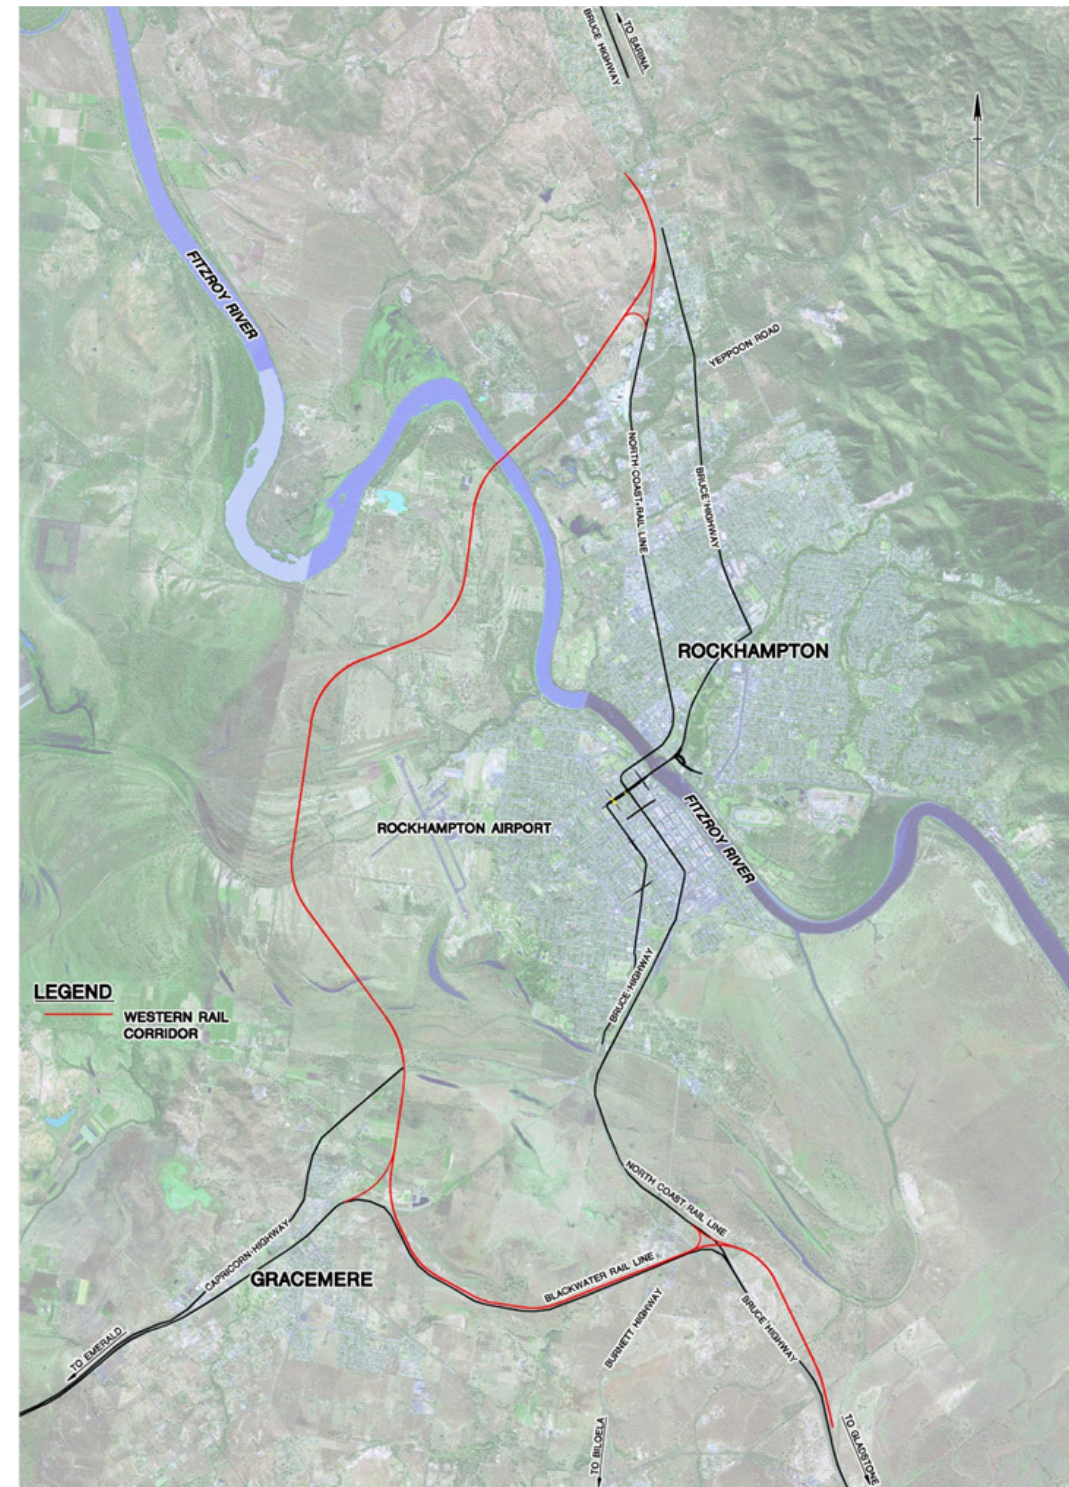 BRUCE HIGHWAY
TO SARINA
FITZROY RIVER
YEPPOON ROAD
NORTH COAST RAIL LINE
BRUCE HIGHWAY
ROCKHAMPTON
ROCKHAMPTON AIRPORT
FITZROY RIVER
BRUCE HIGHWAY
LEGEND
WESTERN RAIL
CORRIDOR
NORTH COAST RAIL LINE
CAPRICORN HIGHWAY
GRACEMERE
BLACKWATER RAIL LINE
BURNETT HIGHWAY
BRUCE HIGHWAY
TO EMERALD
TO BILOELA
TO GLADSTONE